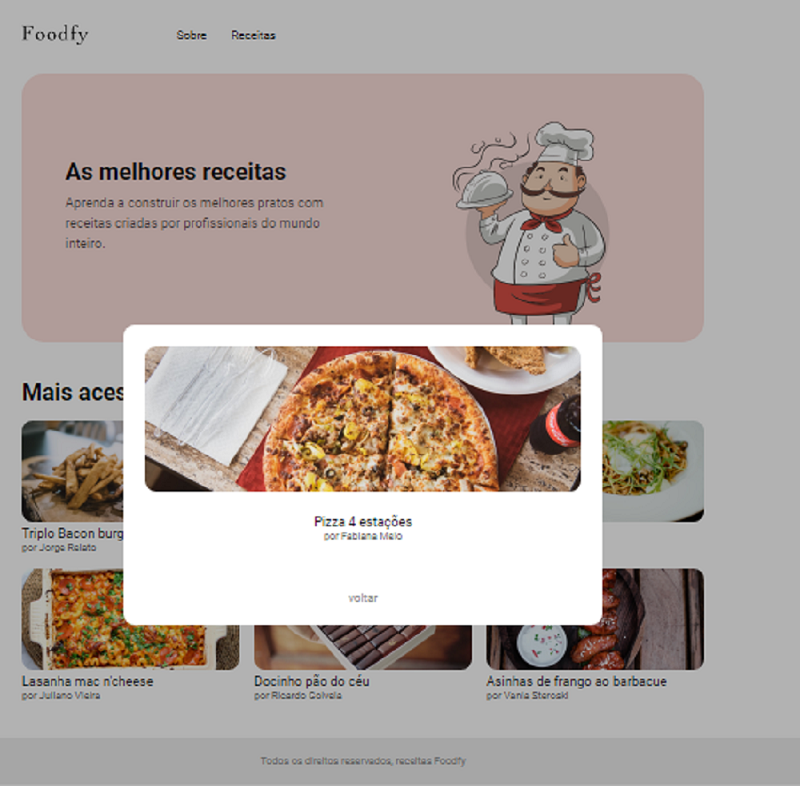 Foodfy
Sobre
Receitas
As melhores receitas
Aprenda a construir os melhores pratos com
receitas criadas por profissionais do mundo
inteiro.
Mais aces
Triplo Bacon burg
por Jorge Relato
Pizza 4 estações
por Fabiana Melo
voltar
Lasanha mac n'cheese
por Juliano Vieira
Docinho pão do céu
por Ricardo
Asinhas de frango ao barbacue
por Vania Steroski
Todos os direitos reservados, receitas Foodfy